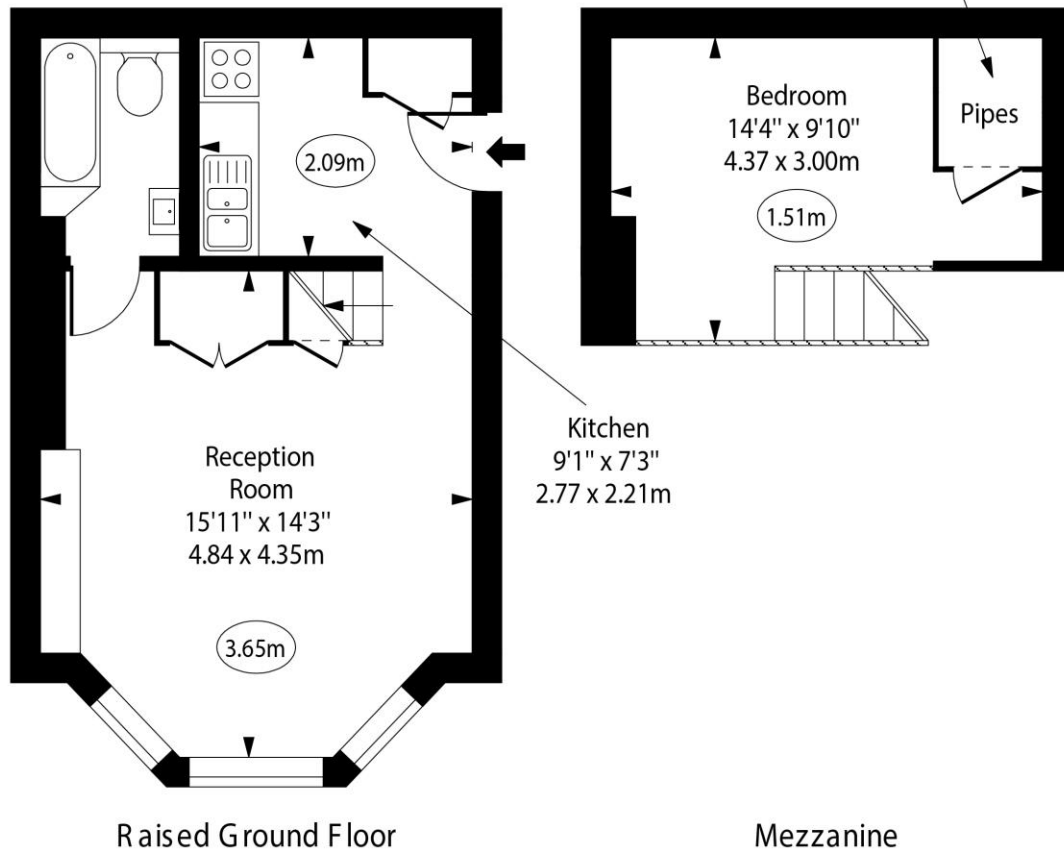 2.09m
Bedroom
14'4" x 9'10"
4.37 x 3.00m
1.51m
Pipes
Kitchen
9'1" x 7'3"
2.77 x 2.21m
Reception
Room
15'11" x 14'3"
4.84 x 4.35m
3.65m
Raised Ground Floor
Mezzanine